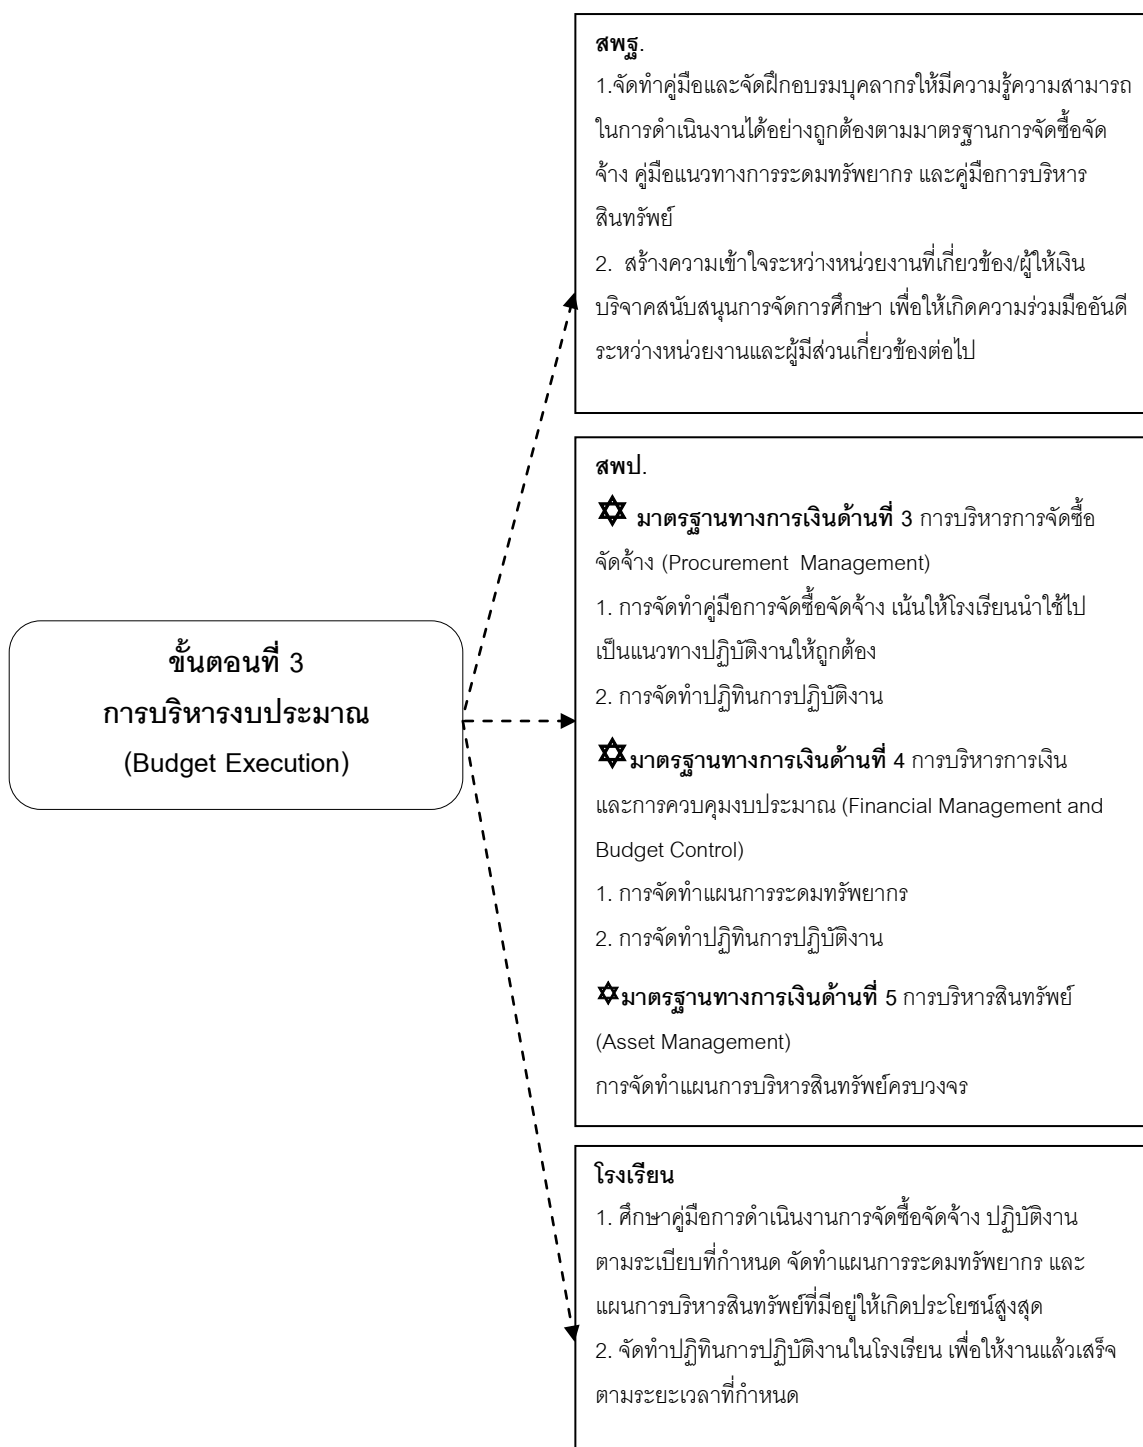 สพฐ.
1.จัดทำคู่มือและจัดฝึกอบรมบุคลากรให้มีความรู้ความสามารถ
ในการดำเนินงานได้อย่างถูกต้องตามมาตรฐานการจัดซื้อจัด
จ้าง คู่มือแนวทางการระดมทรัพยากร และคู่มือการบริหาร
สินทรัพย์
2. สร้างความเข้าใจระหว่างหน่วยงานที่เกี่ยวข้อง/ผู้ให้เงิน
บริจาคสนับสนุนการจัดการศึกษา เพื่อให้เกิดความร่วมมืออันดี
ระหว่างหน่วยงานและผู้มีส่วนเกี่ยวข้องต่อไป
ขั้นตอนที่ 3
การบริหารงบประมาณ
(Budget Execution)
สพป.
✡ มาตรฐานทางการเงินด้านที่ 3 การบริหารการจัดซื้อ
จัดจ้าง (Procurement Management)
1. การจัดทำคู่มือการจัดซื้อจัดจ้าง เน้นให้โรงเรียนนำใช้ไป
เป็นแนวทางปฏิบัติงานให้ถูกต้อง
2. การจัดทำปฏิทินการปฏิบัติงาน
✡มาตรฐานทางการเงินด้านที่ 4 การบริหารการเงิน
และการควบคุมงบประมาณ (Financial Management and
Budget Control)
1. การจัดทำแผนการระดมทรัพยากร
2. การจัดทำปฏิทินการปฏิบัติงาน
✡มาตรฐานทางการเงินด้านที่ 5 การบริหารสินทรัพย์
(Asset Management)
การจัดทำแผนการบริหารสินทรัพย์ครบวงจร
โรงเรียน
1. ศึกษาคู่มือการดำเนินงานการจัดซื้อจัดจ้าง ปฏิบัติงาน
ตามระเบียบที่กำหนด จัดทำแผนการระดมทรัพยากร และ
แผนการบริหารสินทรัพย์ที่มีอยู่ให้เกิดประโยชน์สูงสุด
2. จัดทำปฏิทินการปฏิบัติงานในโรงเรียน เพื่อให้งานแล้วเสร็จ
ตามระยะเวลาที่กำหนด